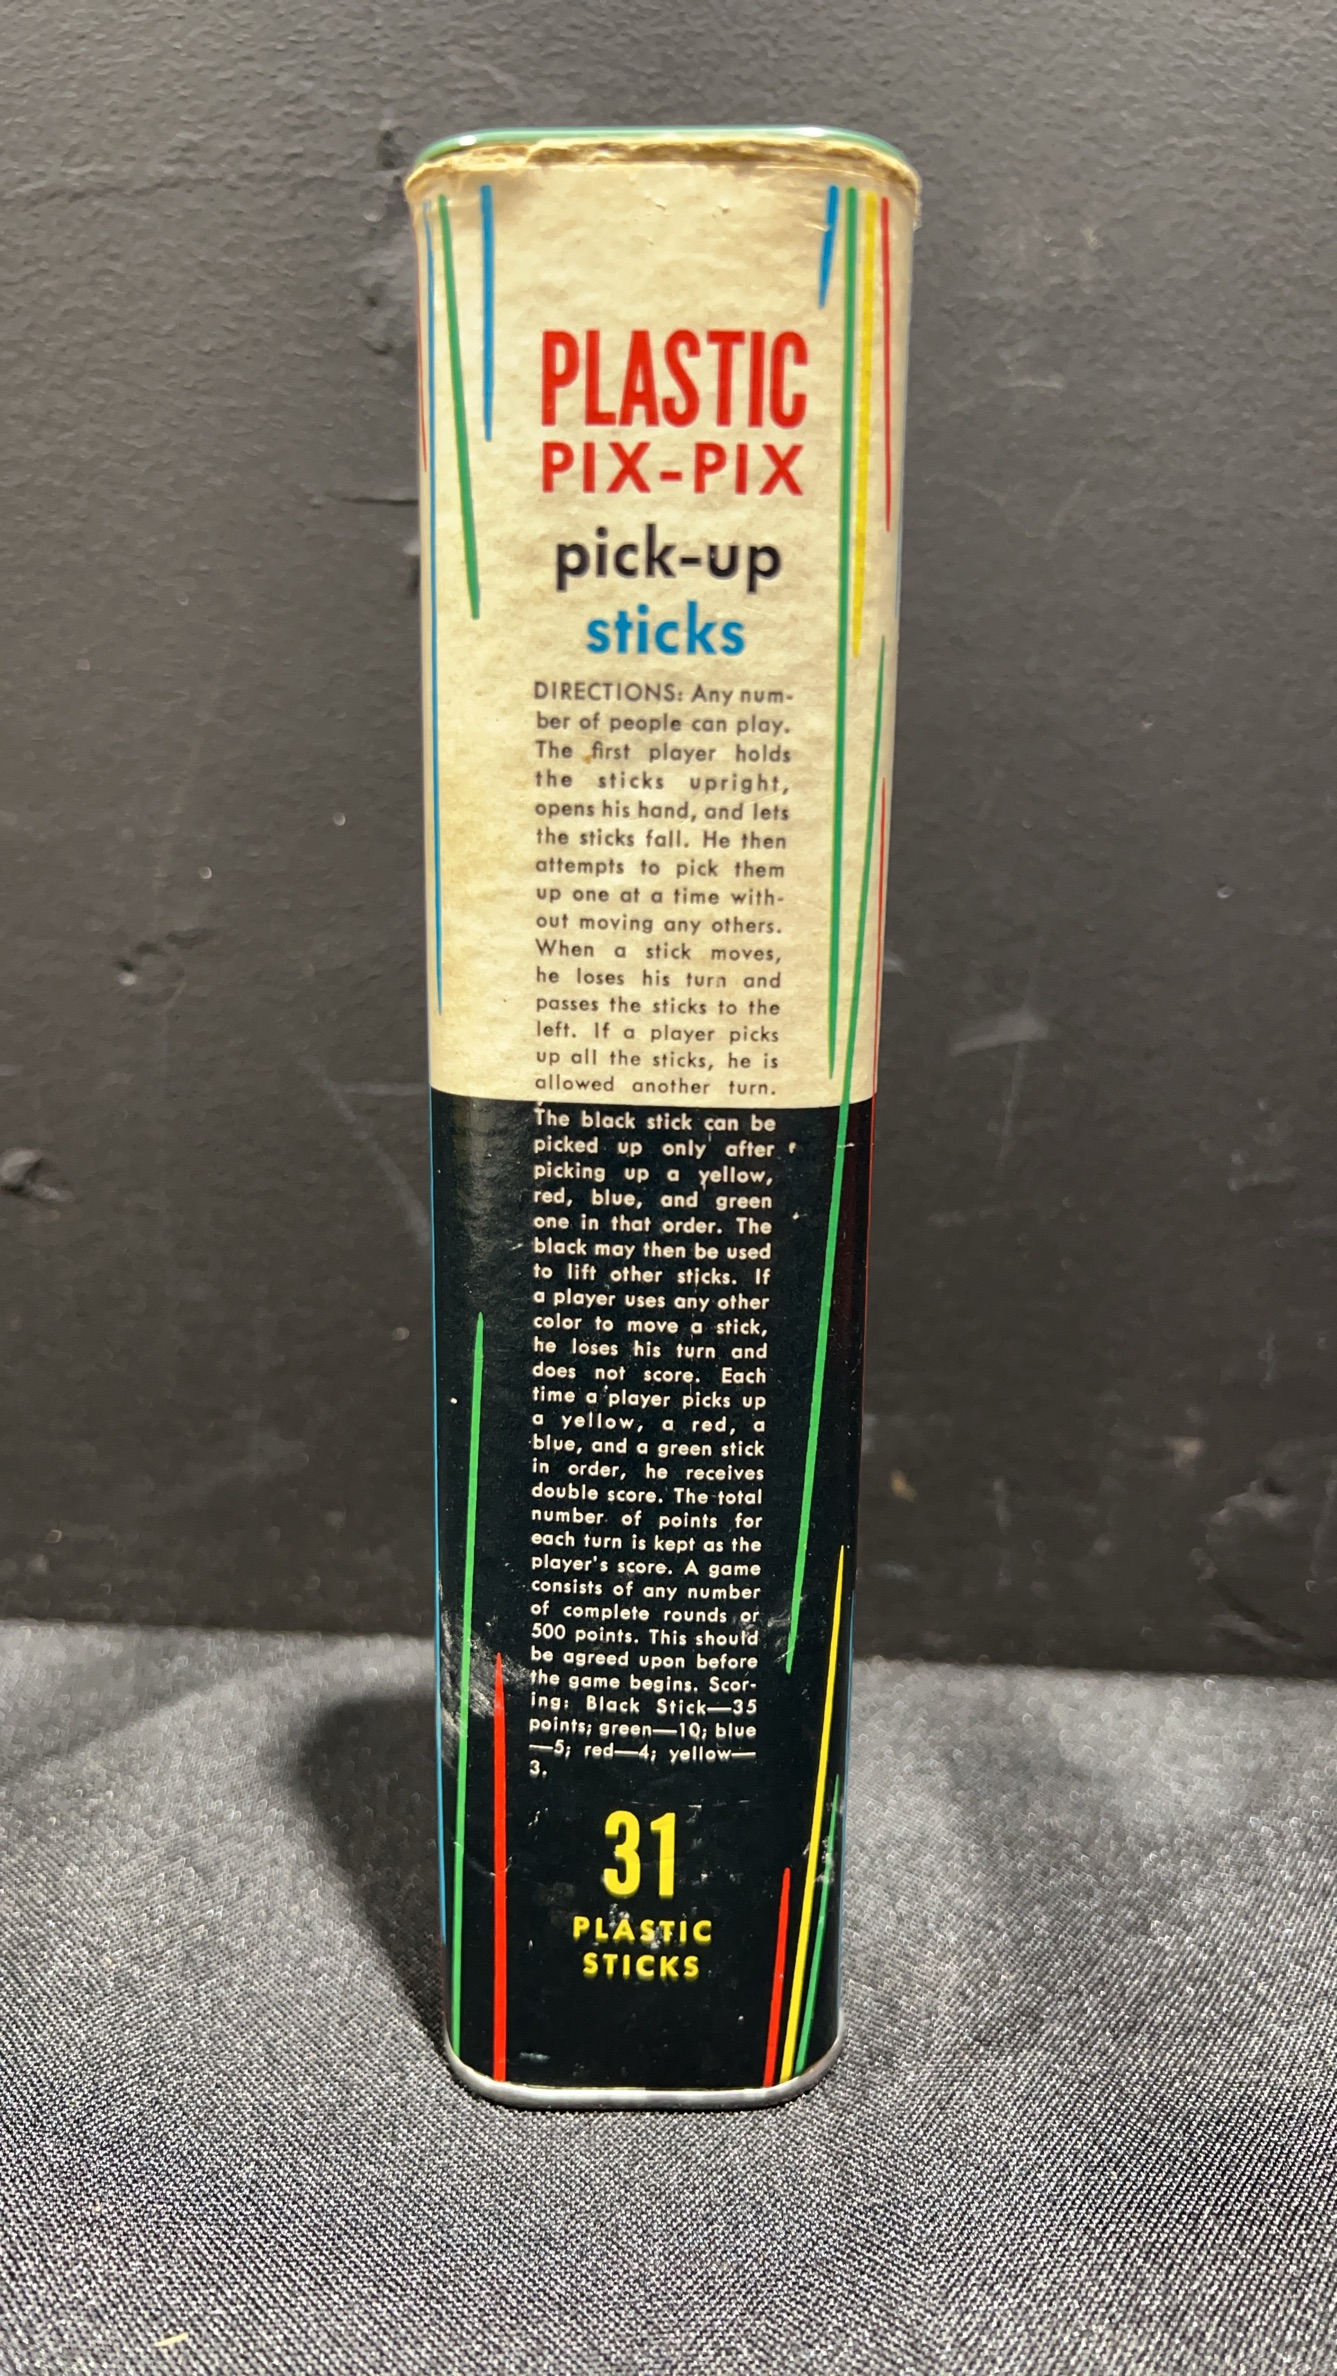 PLASTIC
PIX-PIX
pick-up
sticks
DIRECTIONS: Any num-
ber of people can play.
The first player holds
the sticks upright,
opens his hand, and lets
the sticks fall. He then
attempts to pick them
up one at a time with-
out moving any others.
When a stick moves,
he loses his turn and
passes the sticks to the
left. If a player picks
up all the sticks, he is
allowed another turn.
The black stick can be
picked up only after
picking up a yellow,
red, blue, and green
one in that order. The
black may then be used
to lift other sticks. If
a player uses any other
color to move a stick,
he loses his turn and
does not score. Each
time a player picks up
a yellow, a red, a
blue, and a green stick
in order, he receives
double score. The total
number of points for
each turn is kept as the
player's score. A game
consists of any number
of complete rounds or
500 points. This should
be agreed upon before
the game begins. Scor-
ing: Black Stick—35
points; green—10; blue
—5; red—4; yellow—
3.
31
PLASTIC
STICKS